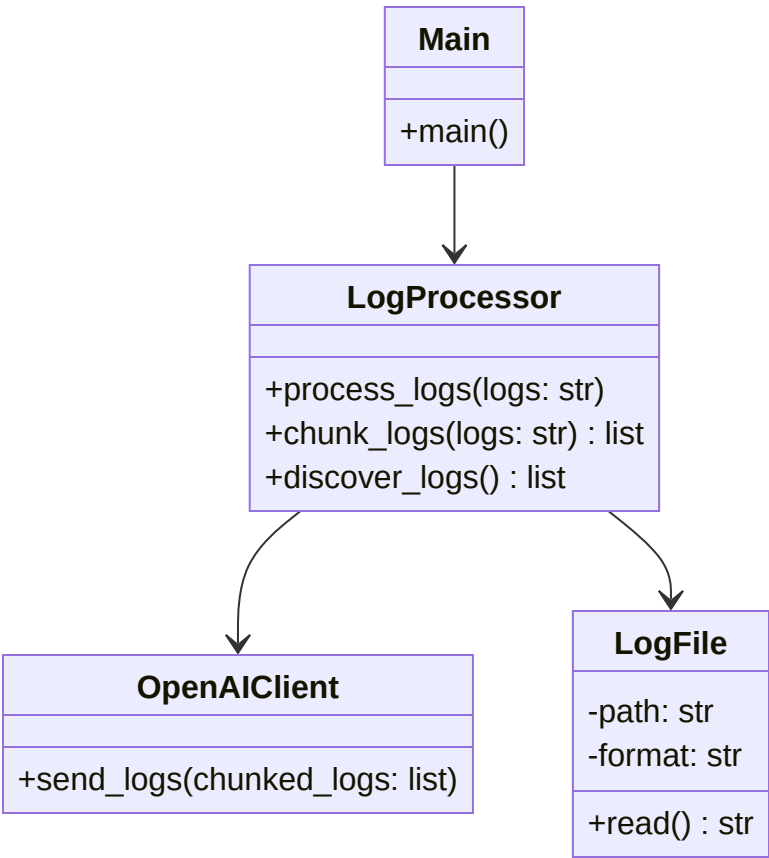 Main
+main()
LogProcessor
+process_logs(logs: str)
+chunk_logs(logs: str) : list
+discover_logs() : list
OpenAIClient
+send_logs(chunked_logs: list)
LogFile
-path: str
-format: str
+read() : str